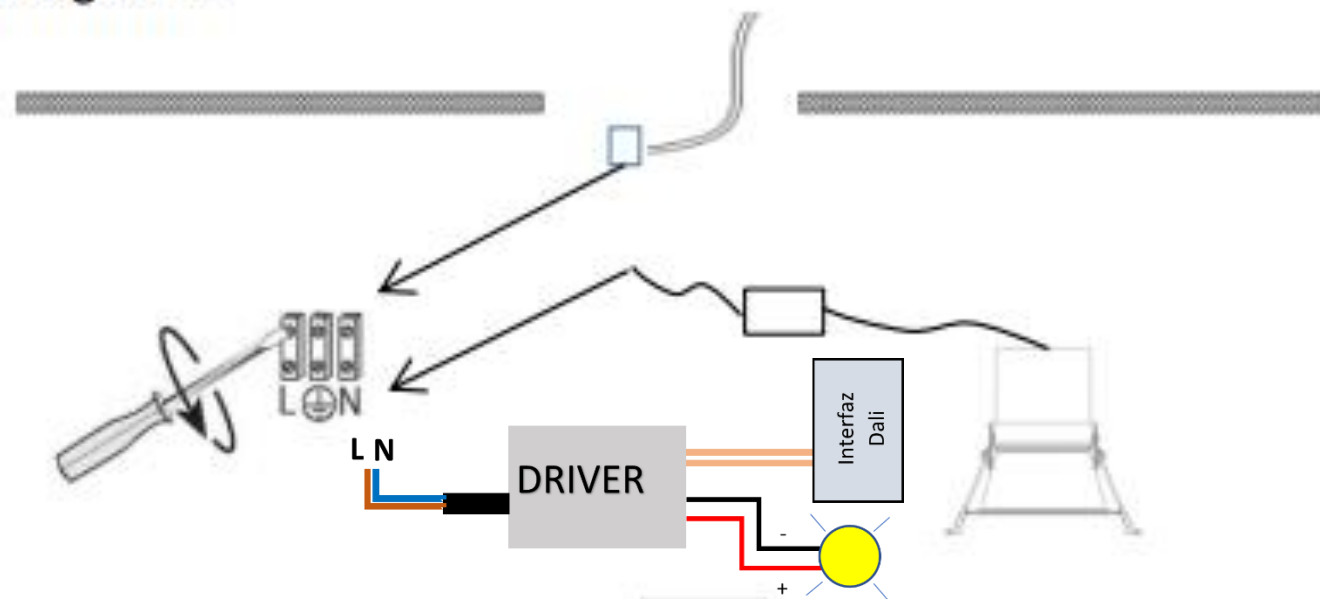 L N
L N
DRIVER
Interfaz
Dali
-
+